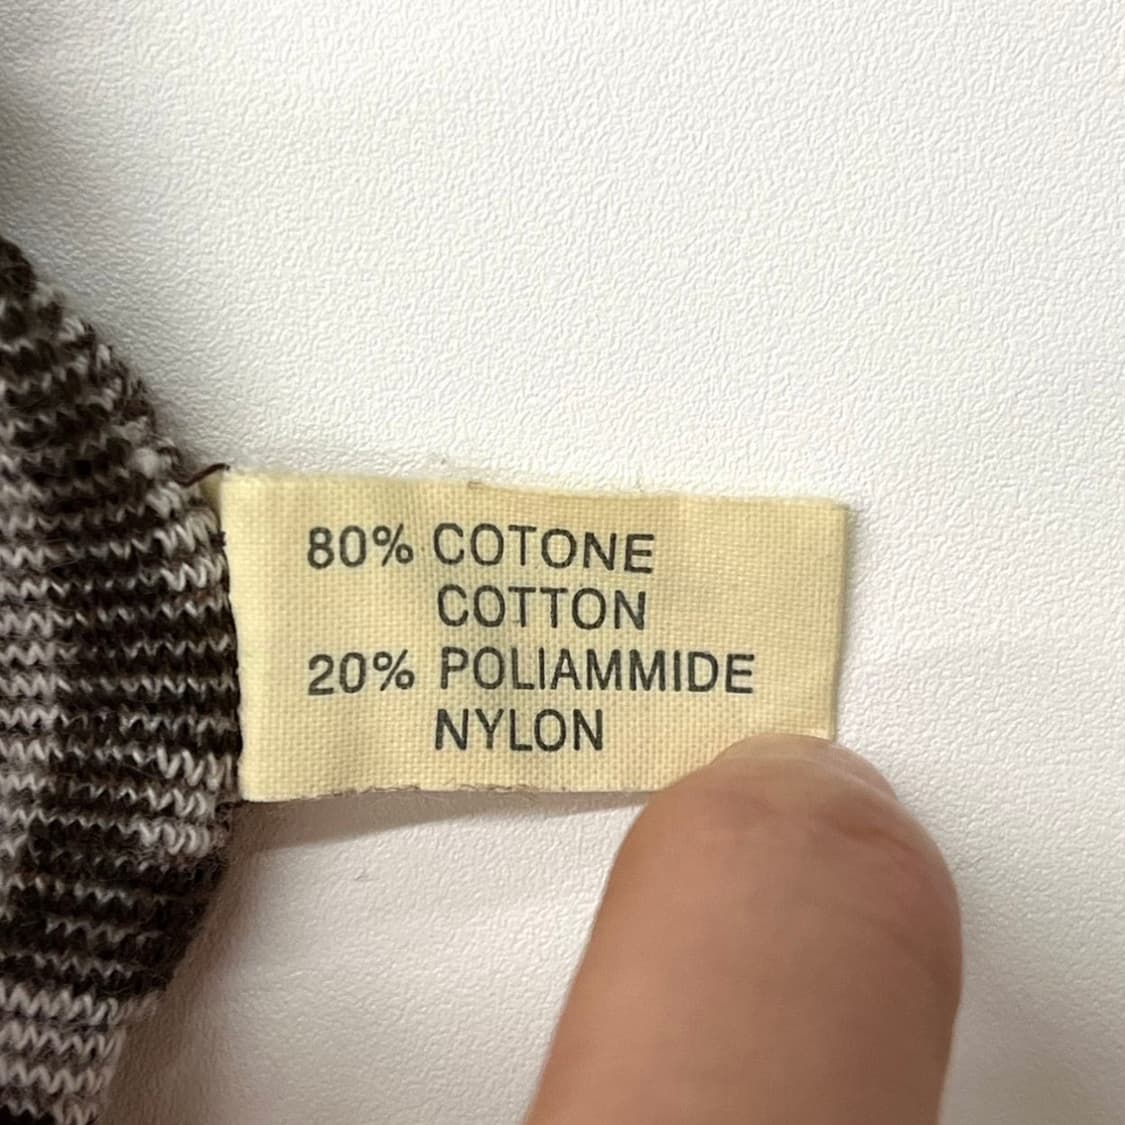 80% COTONE
COTTON
20% POLIAMMIDE
NYLON